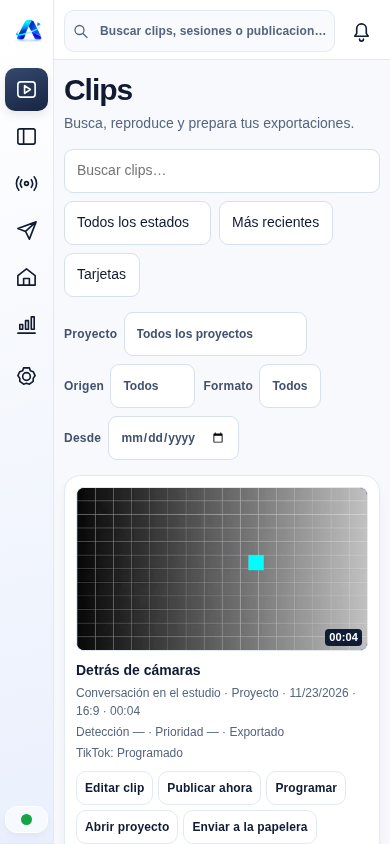 Buscar clips, sesiones o publicacion…
Clips
Busca, reproduce y prepara tus exportaciones.
Buscar clips…
Todos los estados
Más recientes
Tarjetas
Proyecto Todos los proyectos
Origen Todos Formato Todos
Desde mm/dd/yyyy
00:04
Detrás de cámaras
Conversación en el estudio · Proyecto · 11/23/2026 ·
16:9 · 00:04
Detección — · Prioridad — · Exportado
TikTok: Programado
Editar clip Publicar ahora Programar
Abrir proyecto Enviar a la papelera